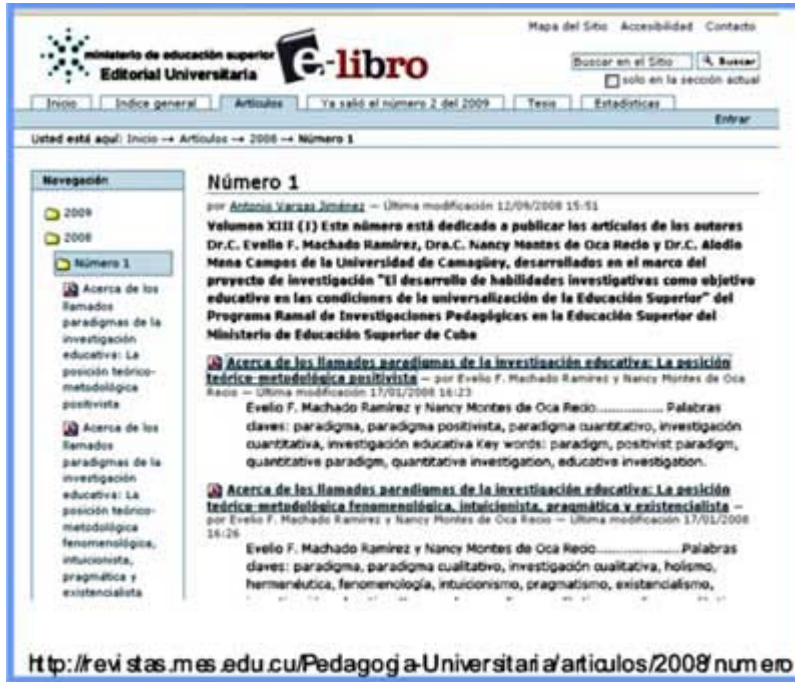 Mapa del Sitio Accesibilidad Contacto
ministerio de educación superior
Editorial Universitaria
e-libro
Buscar en el Sitio Buscar
solo en la sección actual
Inicio Indice general Artículos Ya salió el número 2 del 2009 Tesis Estadísticas
Entrar
Usted está aquí: Inicio → Artículos → 2008 → Número 1
Navegación
2009
2008
Número 1
Acerca de los
llamados
paradigmas de la
investigación
educativa: La
posición teórico-
metodológica
positivista
Acerca de los
llamados
paradigmas de la
investigación
educativa: La
posición teórico-
metodológica
fenomenológica,
intuicionista,
pragmática y
existencialista
Número 1
por Antonio Vargas Jiménez — Última modificación 12/09/2008 15:51
Volumen XIII (1) Este número está dedicado a publicar los artículos de los autores
Dr.C. Evelio F. Machado Ramírez, Dra.C. Nancy Montes de Oca Recio y Dr.C. Alodio
Mena Campos de la Universidad de Camagüey, desarrollados en el marco del
proyecto de investigación "El desarrollo de habilidades investigativas como objetivo
educativo en las condiciones de la universalización de la Educación Superior" del
Programa Ramal de Investigaciones Pedagógicas en la Educación Superior del
Ministerio de Educación Superior de Cuba
Acerca de los llamados paradigmas de la investigación educativa: La posición
teórico-metodológica positivista — por Evelio F. Machado Ramírez y Nancy Montes de Oca
Recio — Última modificación 17/01/2008 16:23
Evelio F. Machado Ramírez y Nancy Montes de Oca Recio................. Palabras
claves: paradigma, paradigma positivista, paradigma cuantitativo, investigación
cuantitativa, investigación educativa Key words: paradigm, positivist paradigm,
quantitative paradigm, quantitative investigation, educative investigation.
Acerca de los llamados paradigmas de la investigación educativa: La posición
teórico-metodológica fenomenológica, intuicionista, pragmática y existencialista —
por Evelio F. Machado Ramírez y Nancy Montes de Oca Recio — Última modificación 17/01/2008
16:26
Evelio F. Machado Ramírez y Nancy Montes de Oca Recio.....................Palabras
claves: paradigma, paradigma cualitativo, investigación cualitativa, holismo,
hermenéutica, fenomenología, intuicionismo, pragmatismo, existencialismo,
http://revistas.mes.edu.cu/Pedagogia-Universitaria/articulos/2008/numero